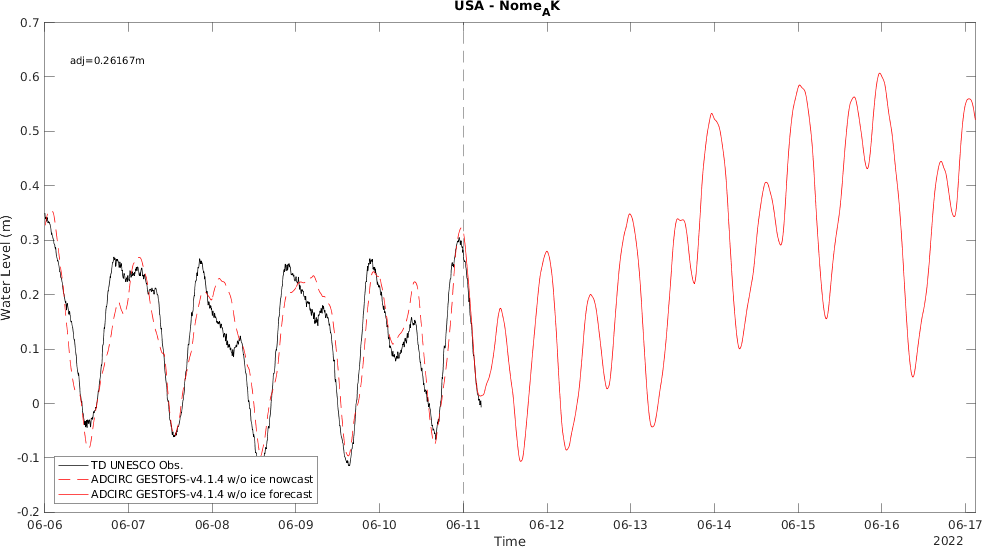 USA - Nome_AK
0.7
adj=0.26167m
0.6
0.5
0.4
0.3
0.2
0.1
0
-0.1
-0.2
Water Level (m)
TD UNESCO Obs.
ADCIRC GESTOFS-v4.1.4 w/o ice nowcast
ADCIRC GESTOFS-v4.1.4 w/o ice forecast
06-06 06-07 06-08 06-09 06-10 06-11 06-12 06-13 06-14 06-15 06-16 06-17
Time
2022